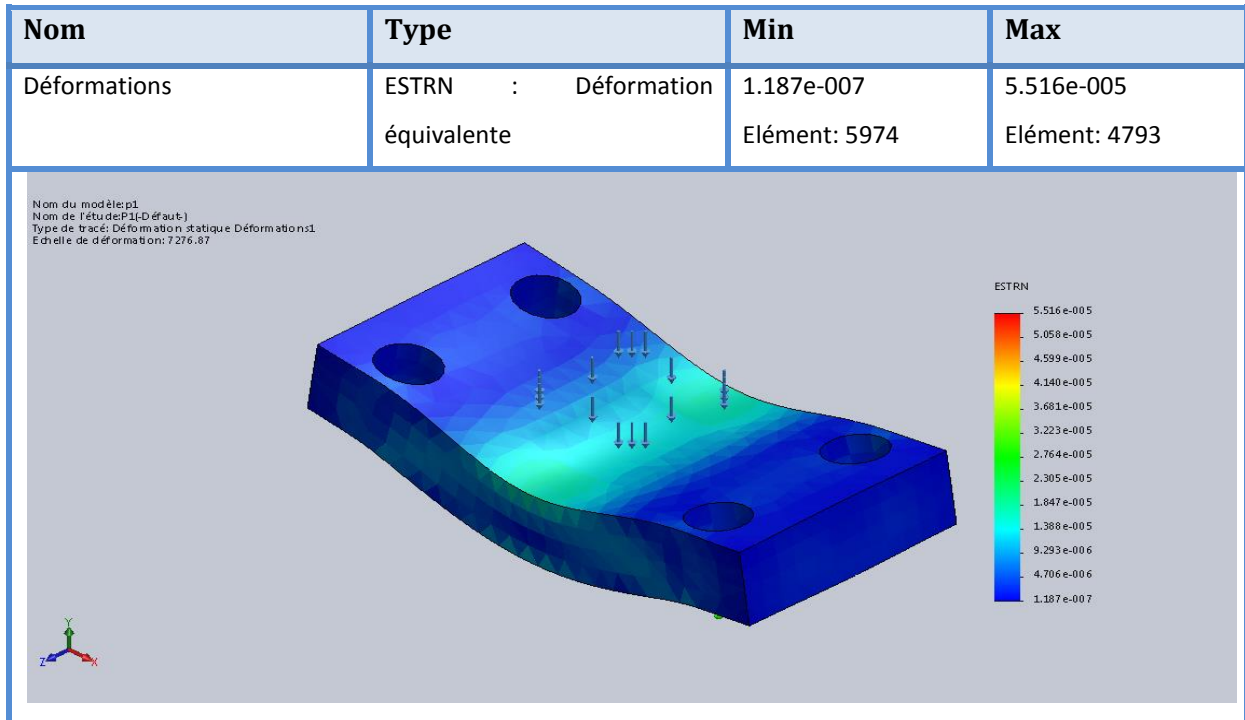 Nom Type Min Max
Déformations ESTRN : Déformation 1.187e-007 5.516e-005
équivalente Elément: 5974 Elément: 4793
Nom du modèle:p1
Nom de l'étude:P1(-Défaut-)
Type de tracé: Déformation statique Déformations1
Echelle de déformation: 7276.87
ESTRN
5.516e-005
5.058e-005
4.599e-005
4.140e-005
3.681e-005
3.223e-005
2.764e-005
2.305e-005
1.847e-005
1.388e-005
9.293e-006
4.706e-006
1.187e-007
Y
Z X